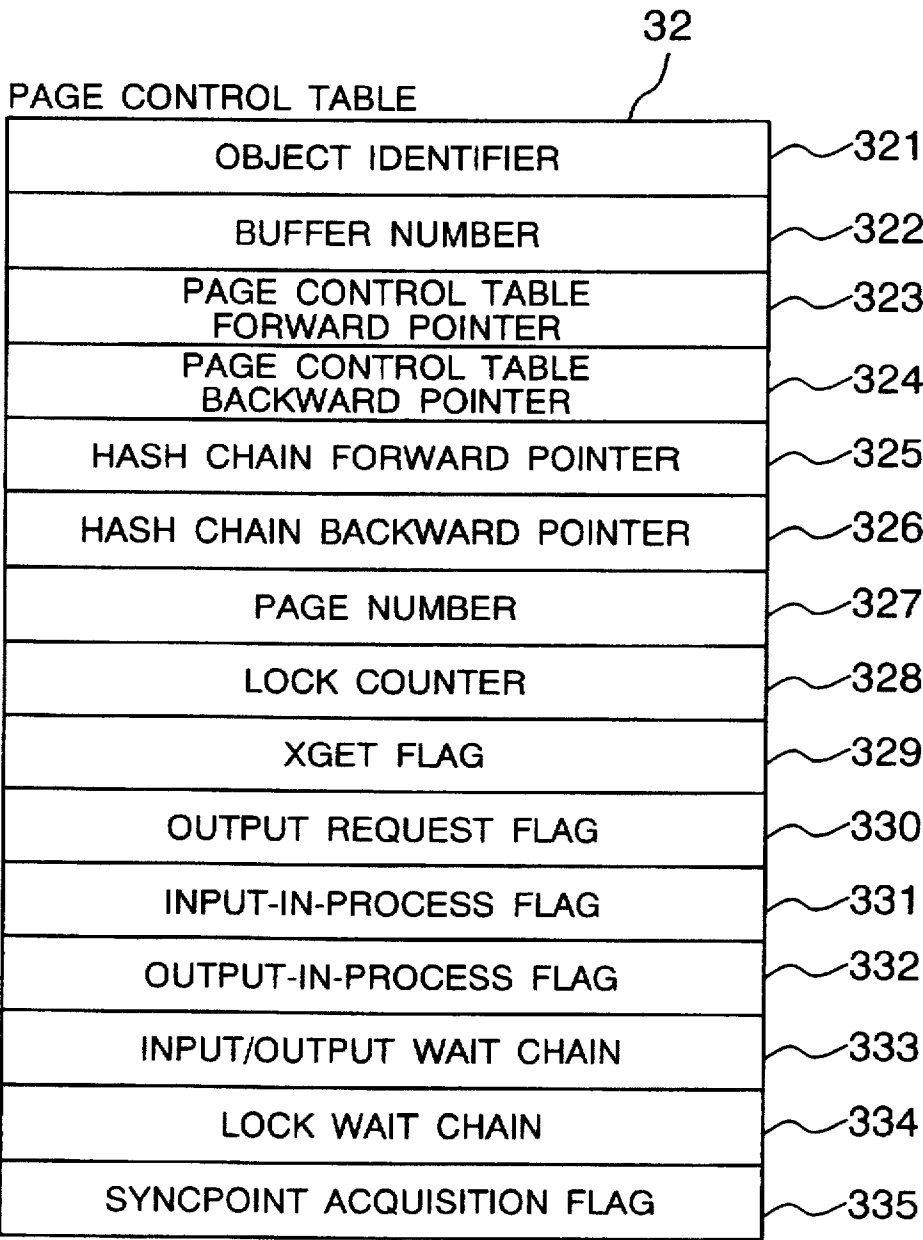 32
PAGE CONTROL TABLE
OBJECT IDENTIFIER 321
BUFFER NUMBER 322
PAGE CONTROL TABLE
FORWARD POINTER 323
PAGE CONTROL TABLE
BACKWARD POINTER 324
HASH CHAIN FORWARD POINTER 325
HASH CHAIN BACKWARD POINTER 326
PAGE NUMBER 327
LOCK COUNTER 328
XGET FLAG 329
OUTPUT REQUEST FLAG 330
INPUT-IN-PROCESS FLAG 331
OUTPUT-IN-PROCESS FLAG 332
INPUT/OUTPUT WAIT CHAIN 333
LOCK WAIT CHAIN 334
SYNCPOINT ACQUISITION FLAG 335